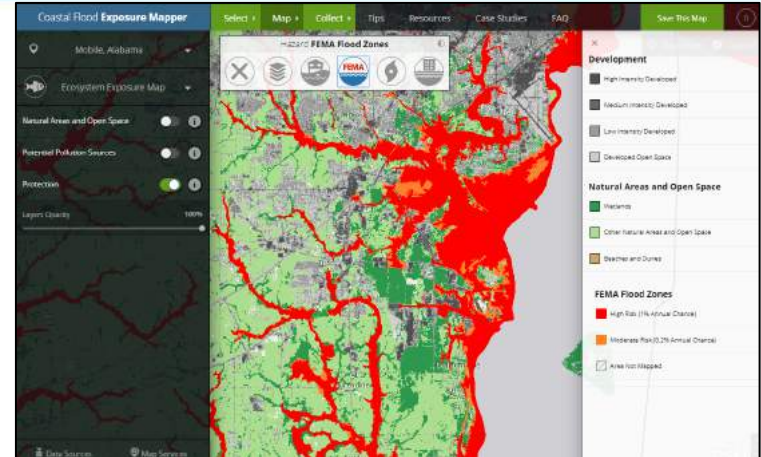 Coastal Flood Exposure Mapper
Select Map Collect Tips Resources Case Studies FAQ
Save This Map
Mobile, Alabama
Ecosystem Exposure Map
Natural Areas and Open Space
Potential Pollution Sources
Protection
Layers Opacity 100%
Data Sources Map Services
Hazard FEMA Flood Zones
FEMA
Development
High Intensity Developed
Medium Intensity Developed
Low Intensity Developed
Developed Open Space
Natural Areas and Open Space
Wetlands
Other Natural Areas and Open Space
Beaches and Dunes
FEMA Flood Zones
High Risk (1% Annual Chance)
Moderate Risk (0.2% Annual Chance)
Area Not Mapped